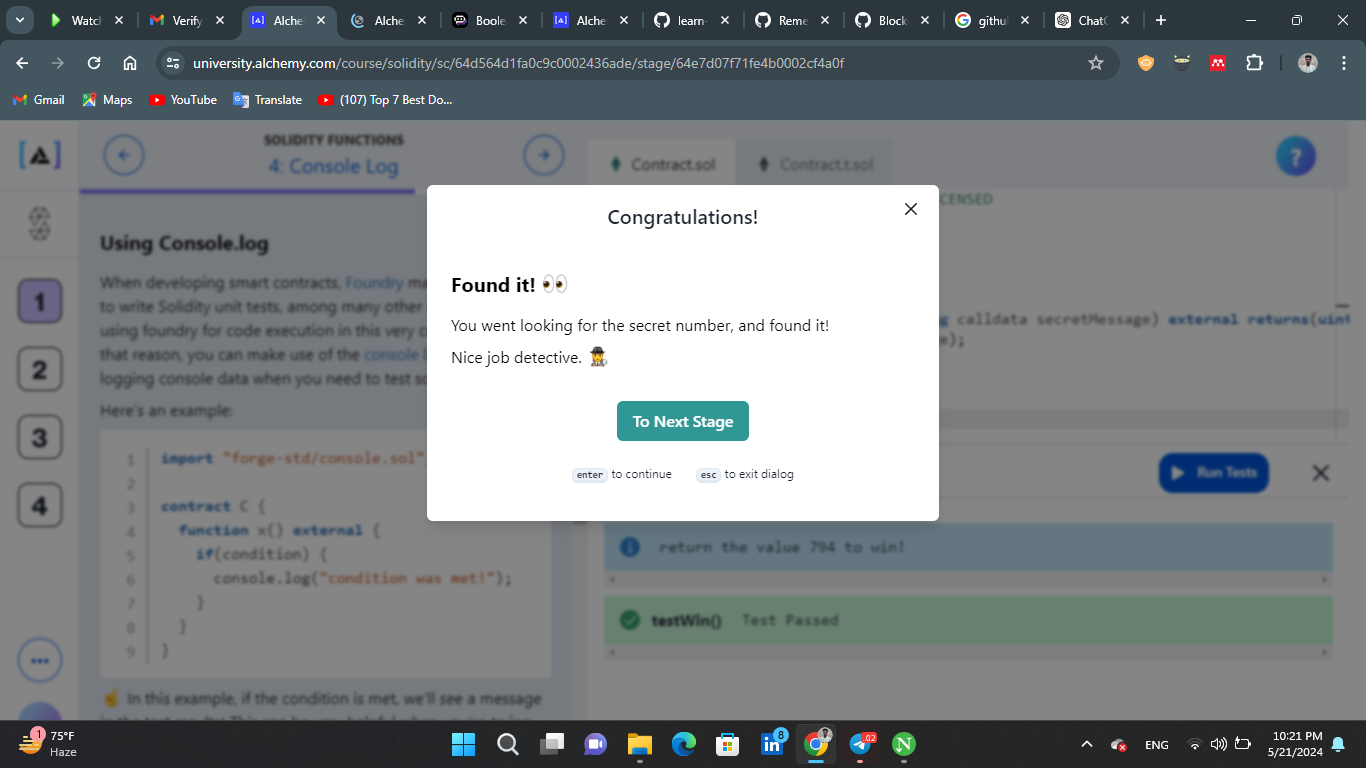 Watch
Verify
Alche
Alche
Boole
Alche
learn-
Reme
Block
githu
ChatG
university.alchemy.com/course/solidity/sc/64d564d1fa0c9c0002436ade/stage/64e7d07f71fe4b0002cf4a0f
Gmail
Maps
YouTube
Translate
(107) Top 7 Best Do...
SOLIDITY FUNCTIONS
4: Console Log
Contract.sol
Contract.t.sol
?
CENSED
Using Console.log
When developing smart contracts, Foundry
to write Solidity unit tests, among many other
using foundry for code execution in this very
that reason, you can make use of the console
logging console data when you need to test
Here's an example:
1 import "forge-std/console.sol"
2
3 contract C {
4 function x() external {
5 if(condition) {
6 console.log("condition was met!");
7 }
8 }
9 }
☝️ In this example, if the condition is met, we'll see a message
1
2
3
4
Congratulations!
Found it! 👀
You went looking for the secret number, and found it!
Nice job detective. 🕵️
To Next Stage
enter to continue
esc to exit dialog
calldata secretMessage) external returns(uint
);
Run Tests
return the value 794 to win!
testWin() Test Passed
1
75°F
Haze
8
02
ENG
10:21 PM
5/21/2024